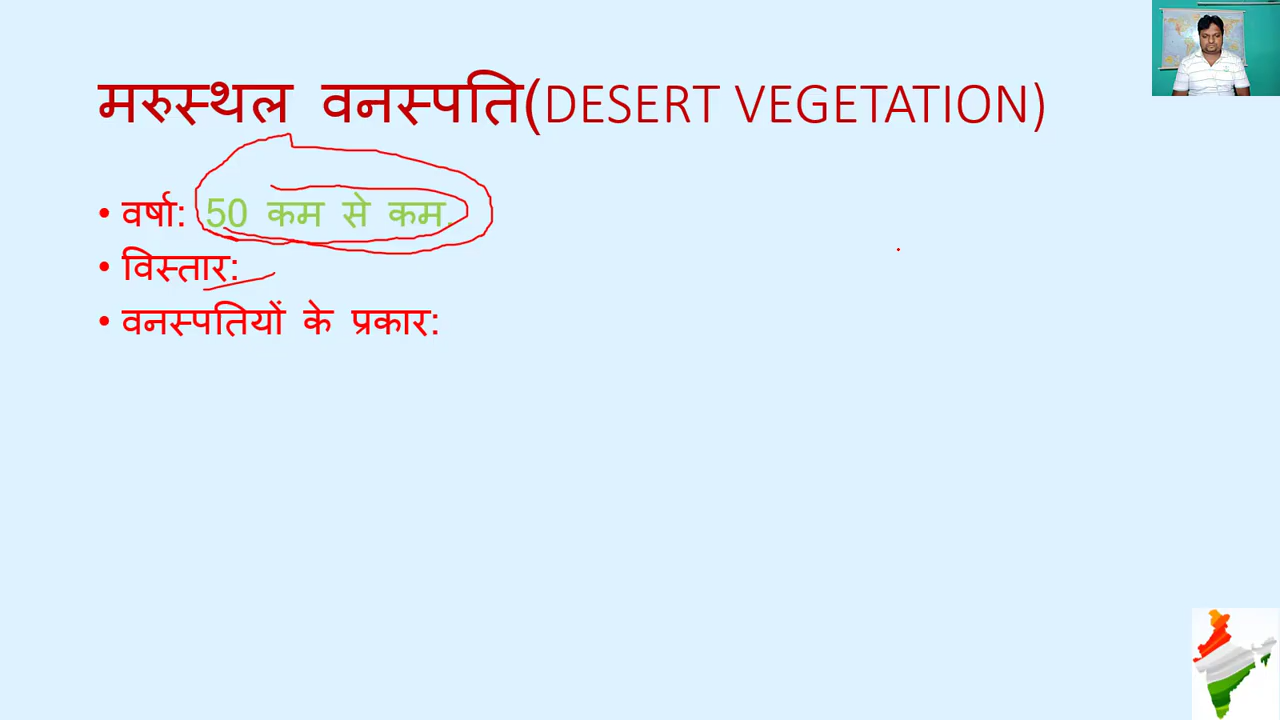 मरुस्थल वनस्पति(DESERT VEGETATION)
• वर्षा: 50 कम से कम.
• विस्तार:
• वनस्पतियों के प्रकार: